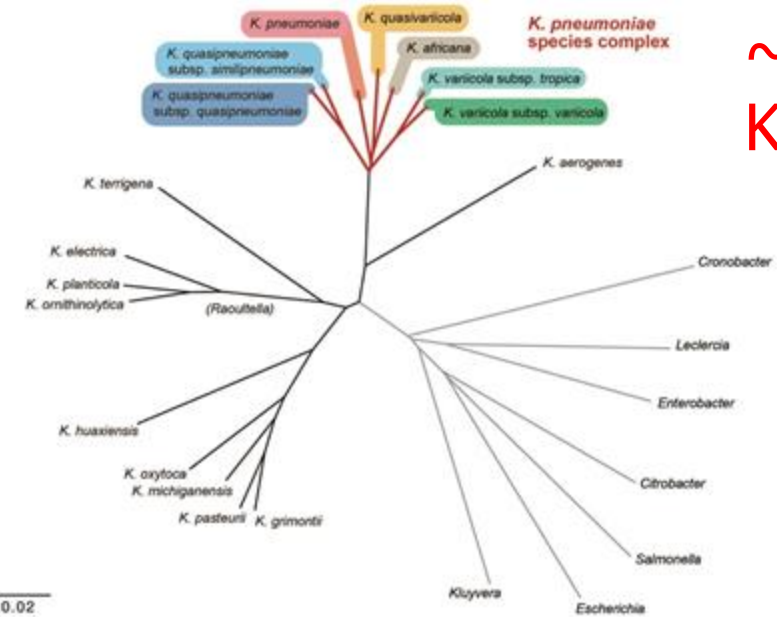 K. pneumoniae
K. quasivariicola
K. pneumoniae
species complex
~
K
K. africana
K. quasipneumoniae
subsp. similipneumoniae
K. variicola subsp. tropica
K. quasipneumoniae
subsp. quasipneumoniae
K. variicola subsp. variicola
K. aerogenes
K. terrigena
K. electrica
Cronobacter
K. planticola
K. ornithinolytica
(Raoultella)
Leclercia
Enterobacter
K. huaxiensis
K. oxytoca
Citrobacter
K. michiganensis
K. pasteurii
K. grimontii
Salmonella
Kluyvera
0.02
Escherichia